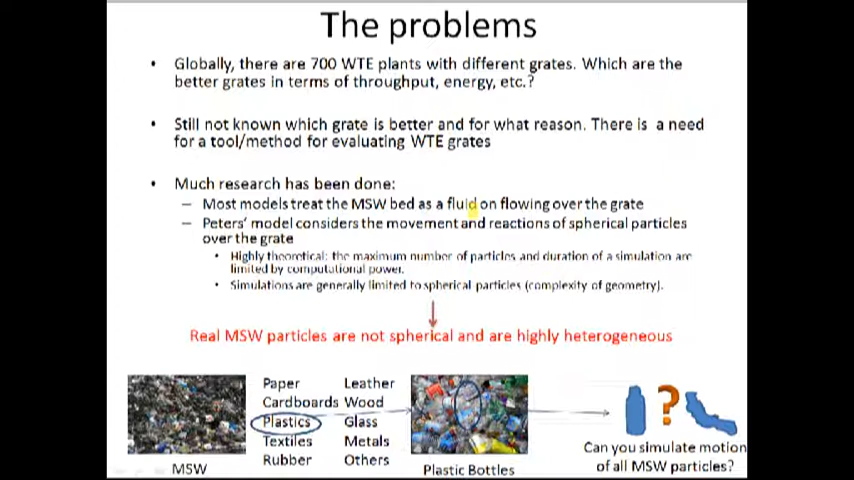 The problems
• Globally, there are 700 WTE plants with different grates. Which are the
better grates in terms of throughput, energy, etc.?
• Still not known which grate is better and for what reason. There is a need
for a tool/method for evaluating WTE grates
• Much research has been done:
– Most models treat the MSW bed as a fluid on flowing over the grate
– Peters' model considers the movement and reactions of spherical particles
over the grate
• Highly theoretical: the maximum number of particles and duration of a simulation are
limited by computational power.
• Simulations are generally limited to spherical particles (complexity of geometry).
Real MSW particles are not spherical and are highly heterogeneous
Paper Leather
Cardboards Wood
Plastics Glass
Textiles Metals
Rubber Others
MSW
Plastic Bottles
?
Can you simulate motion
of all MSW particles?